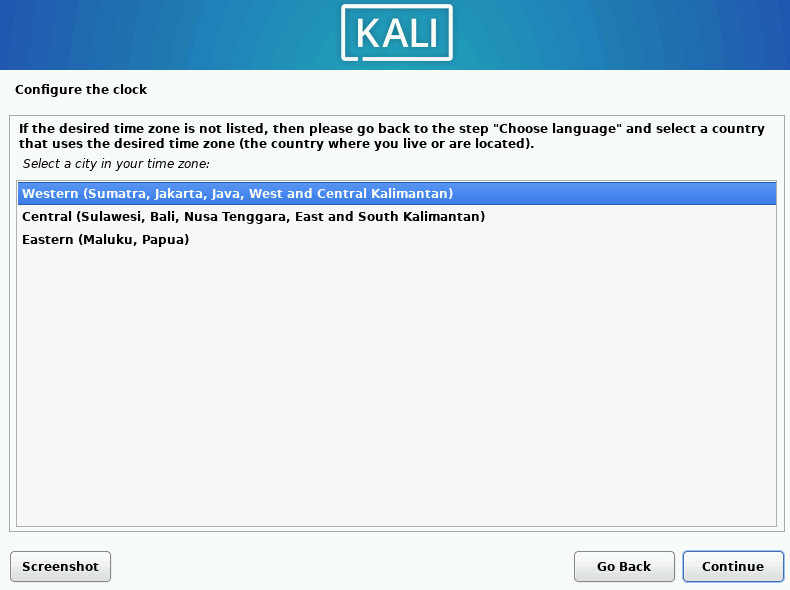 KALI
Configure the clock
If the desired time zone is not listed, then please go back to the step "Choose language" and select a country
that uses the desired time zone (the country where you live or are located).
Select a city in your time zone:
Western (Sumatra, Jakarta, Java, West and Central Kalimantan)
Central (Sulawesi, Bali, Nusa Tenggara, East and South Kalimantan)
Eastern (Maluku, Papua)
Screenshot
Go Back
Continue